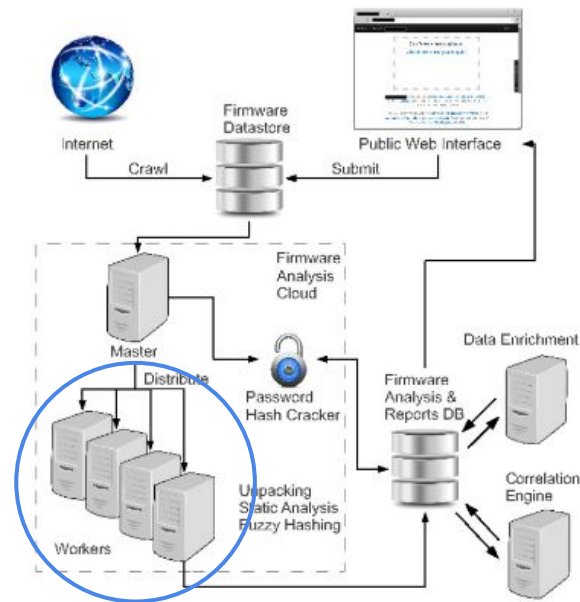 Internet
Crawl
Firmware
Datastore
Submit
Public Web Interface
Firmware
Analysis
Cloud
Master
Distribute
Password
Hash Cracker
Workers
Unpacking
Static Analysis
Fuzzy Hashing
Firmware
Analysis &
Reports DB
Data Enrichment
Correlation
Engine